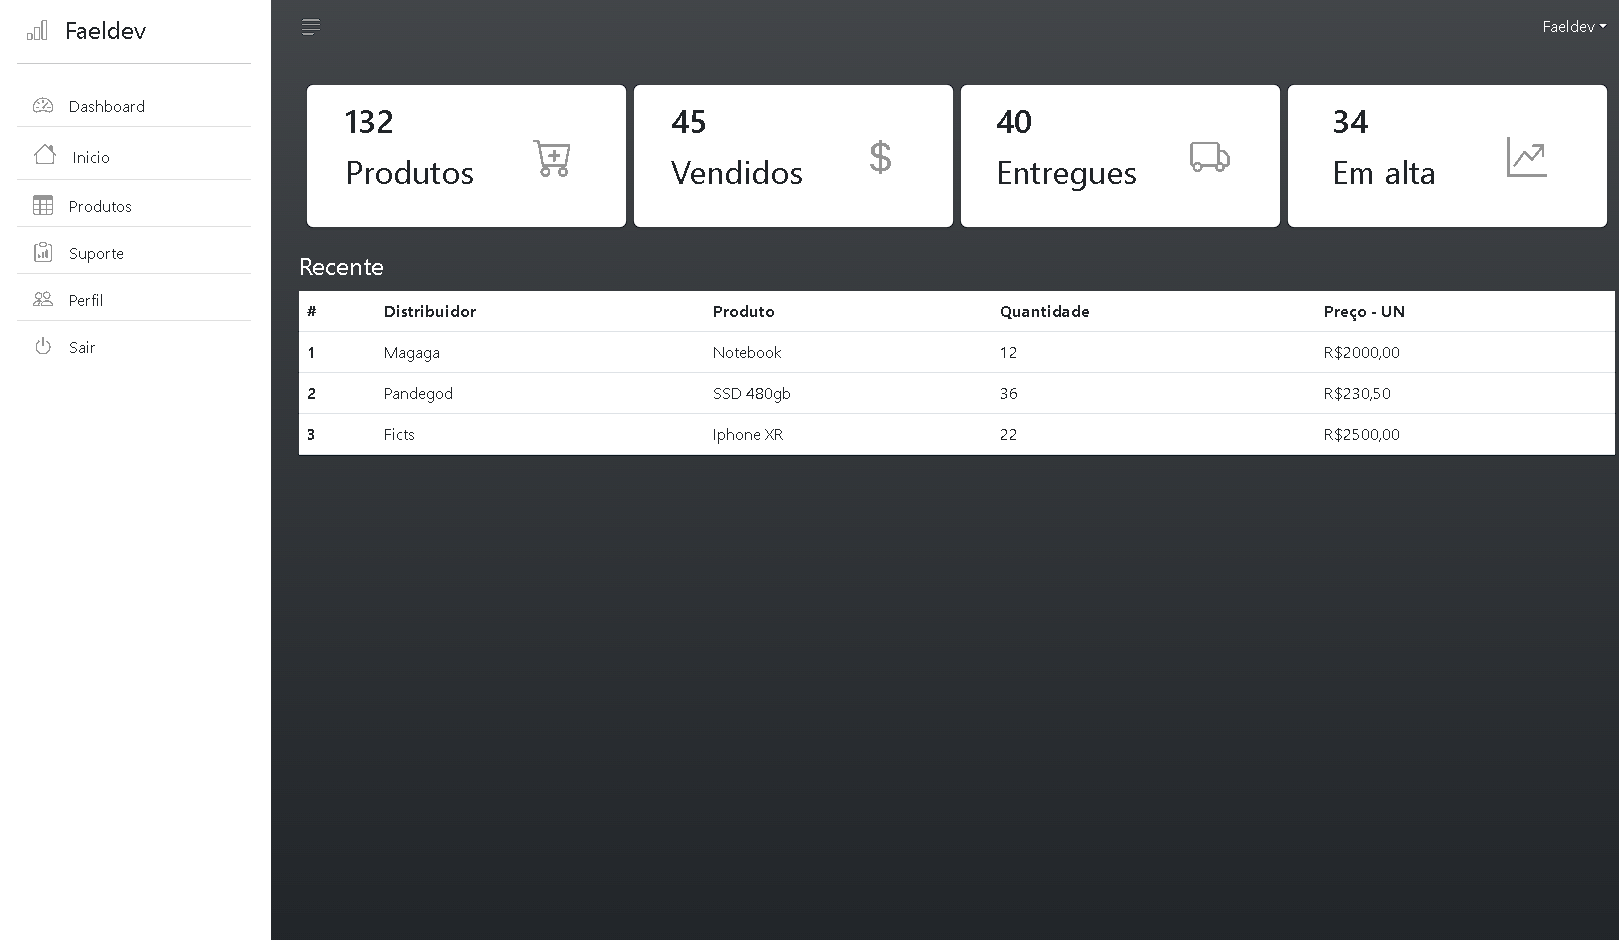 Faeldev
Dashboard
Inicio
Produtos
Suporte
Perfil
Sair
Faeldev
132
Produtos
45
Vendidos
$
40
Entregues
34
Em alta
Recente
# Distribuidor Produto Quantidade Preço - UN
1 Magaga Notebook 12 R$2000,00
2 Pandegod SSD 480gb 36 R$230,50
3 Ficts Iphone XR 22 R$2500,00